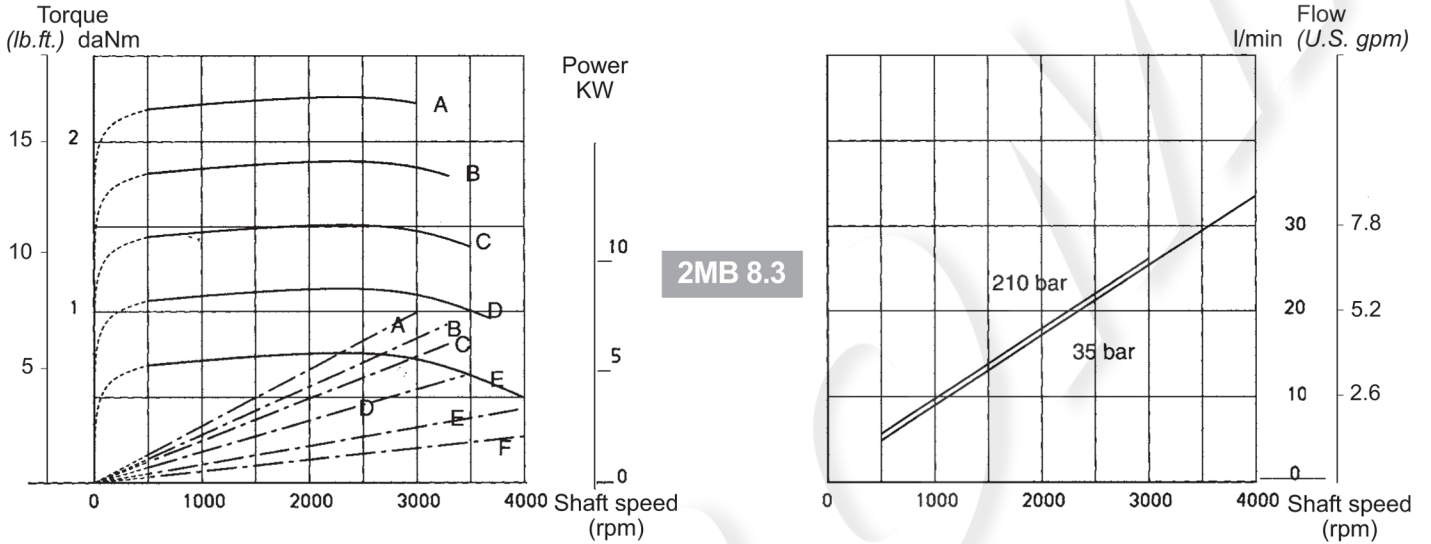 Torque
(lb.ft.) daNm
Power
KW
15
10
5
2
1
A
B
C
D
E
A
B
C
D
E
F
10
5
0
0 1000 2000 3000 4000 Shaft speed
(rpm)
2MB 8.3
Flow
l/min (U.S. gpm)
210 bar
35 bar
30 7.8
20 5.2
10 2.6
0
0 1000 2000 3000 4000 Shaft speed
(rpm)